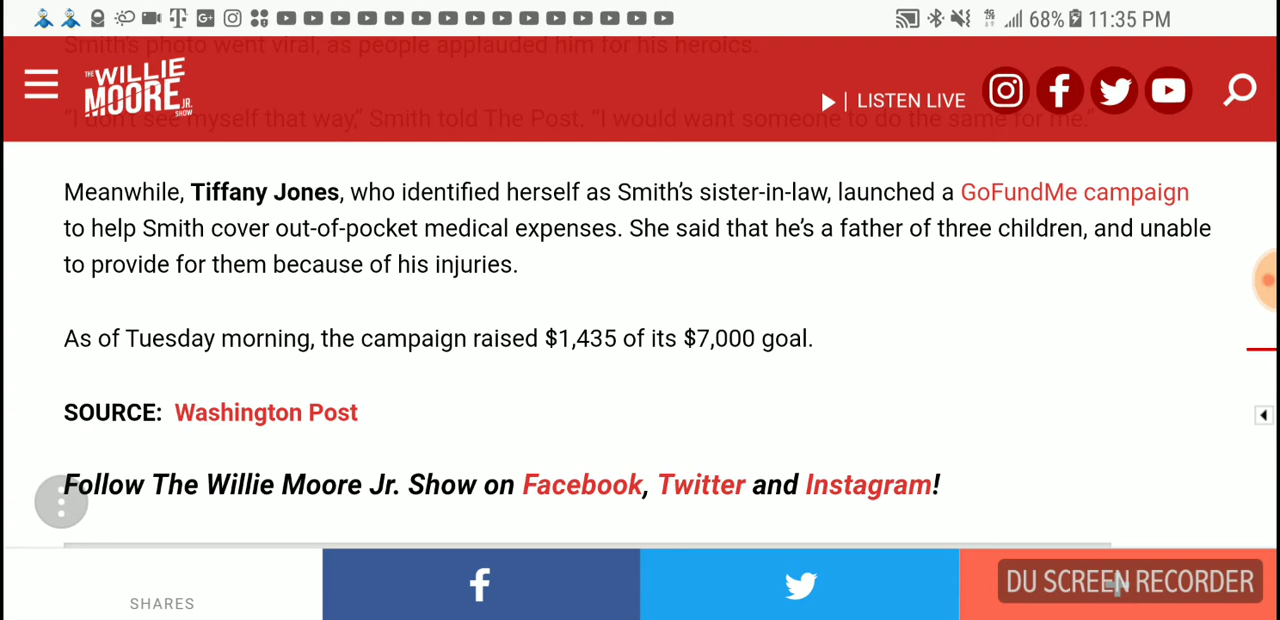 68% 11:35 PM
Smith's photo went viral, as people applauded him for his heroics.
THE WILLIE
MOORE JR.
SHOW
LISTEN LIVE
"I don't see myself that way," Smith told The Post. "I would want someone to do the same for me."
Meanwhile, Tiffany Jones, who identified herself as Smith's sister-in-law, launched a GoFundMe campaign
to help Smith cover out-of-pocket medical expenses. She said that he's a father of three children, and unable
to provide for them because of his injuries.
As of Tuesday morning, the campaign raised $1,435 of its $7,000 goal.
SOURCE: Washington Post
Follow The Willie Moore Jr. Show on Facebook, Twitter and Instagram!
SHARES
DU SCREEN RECORDER